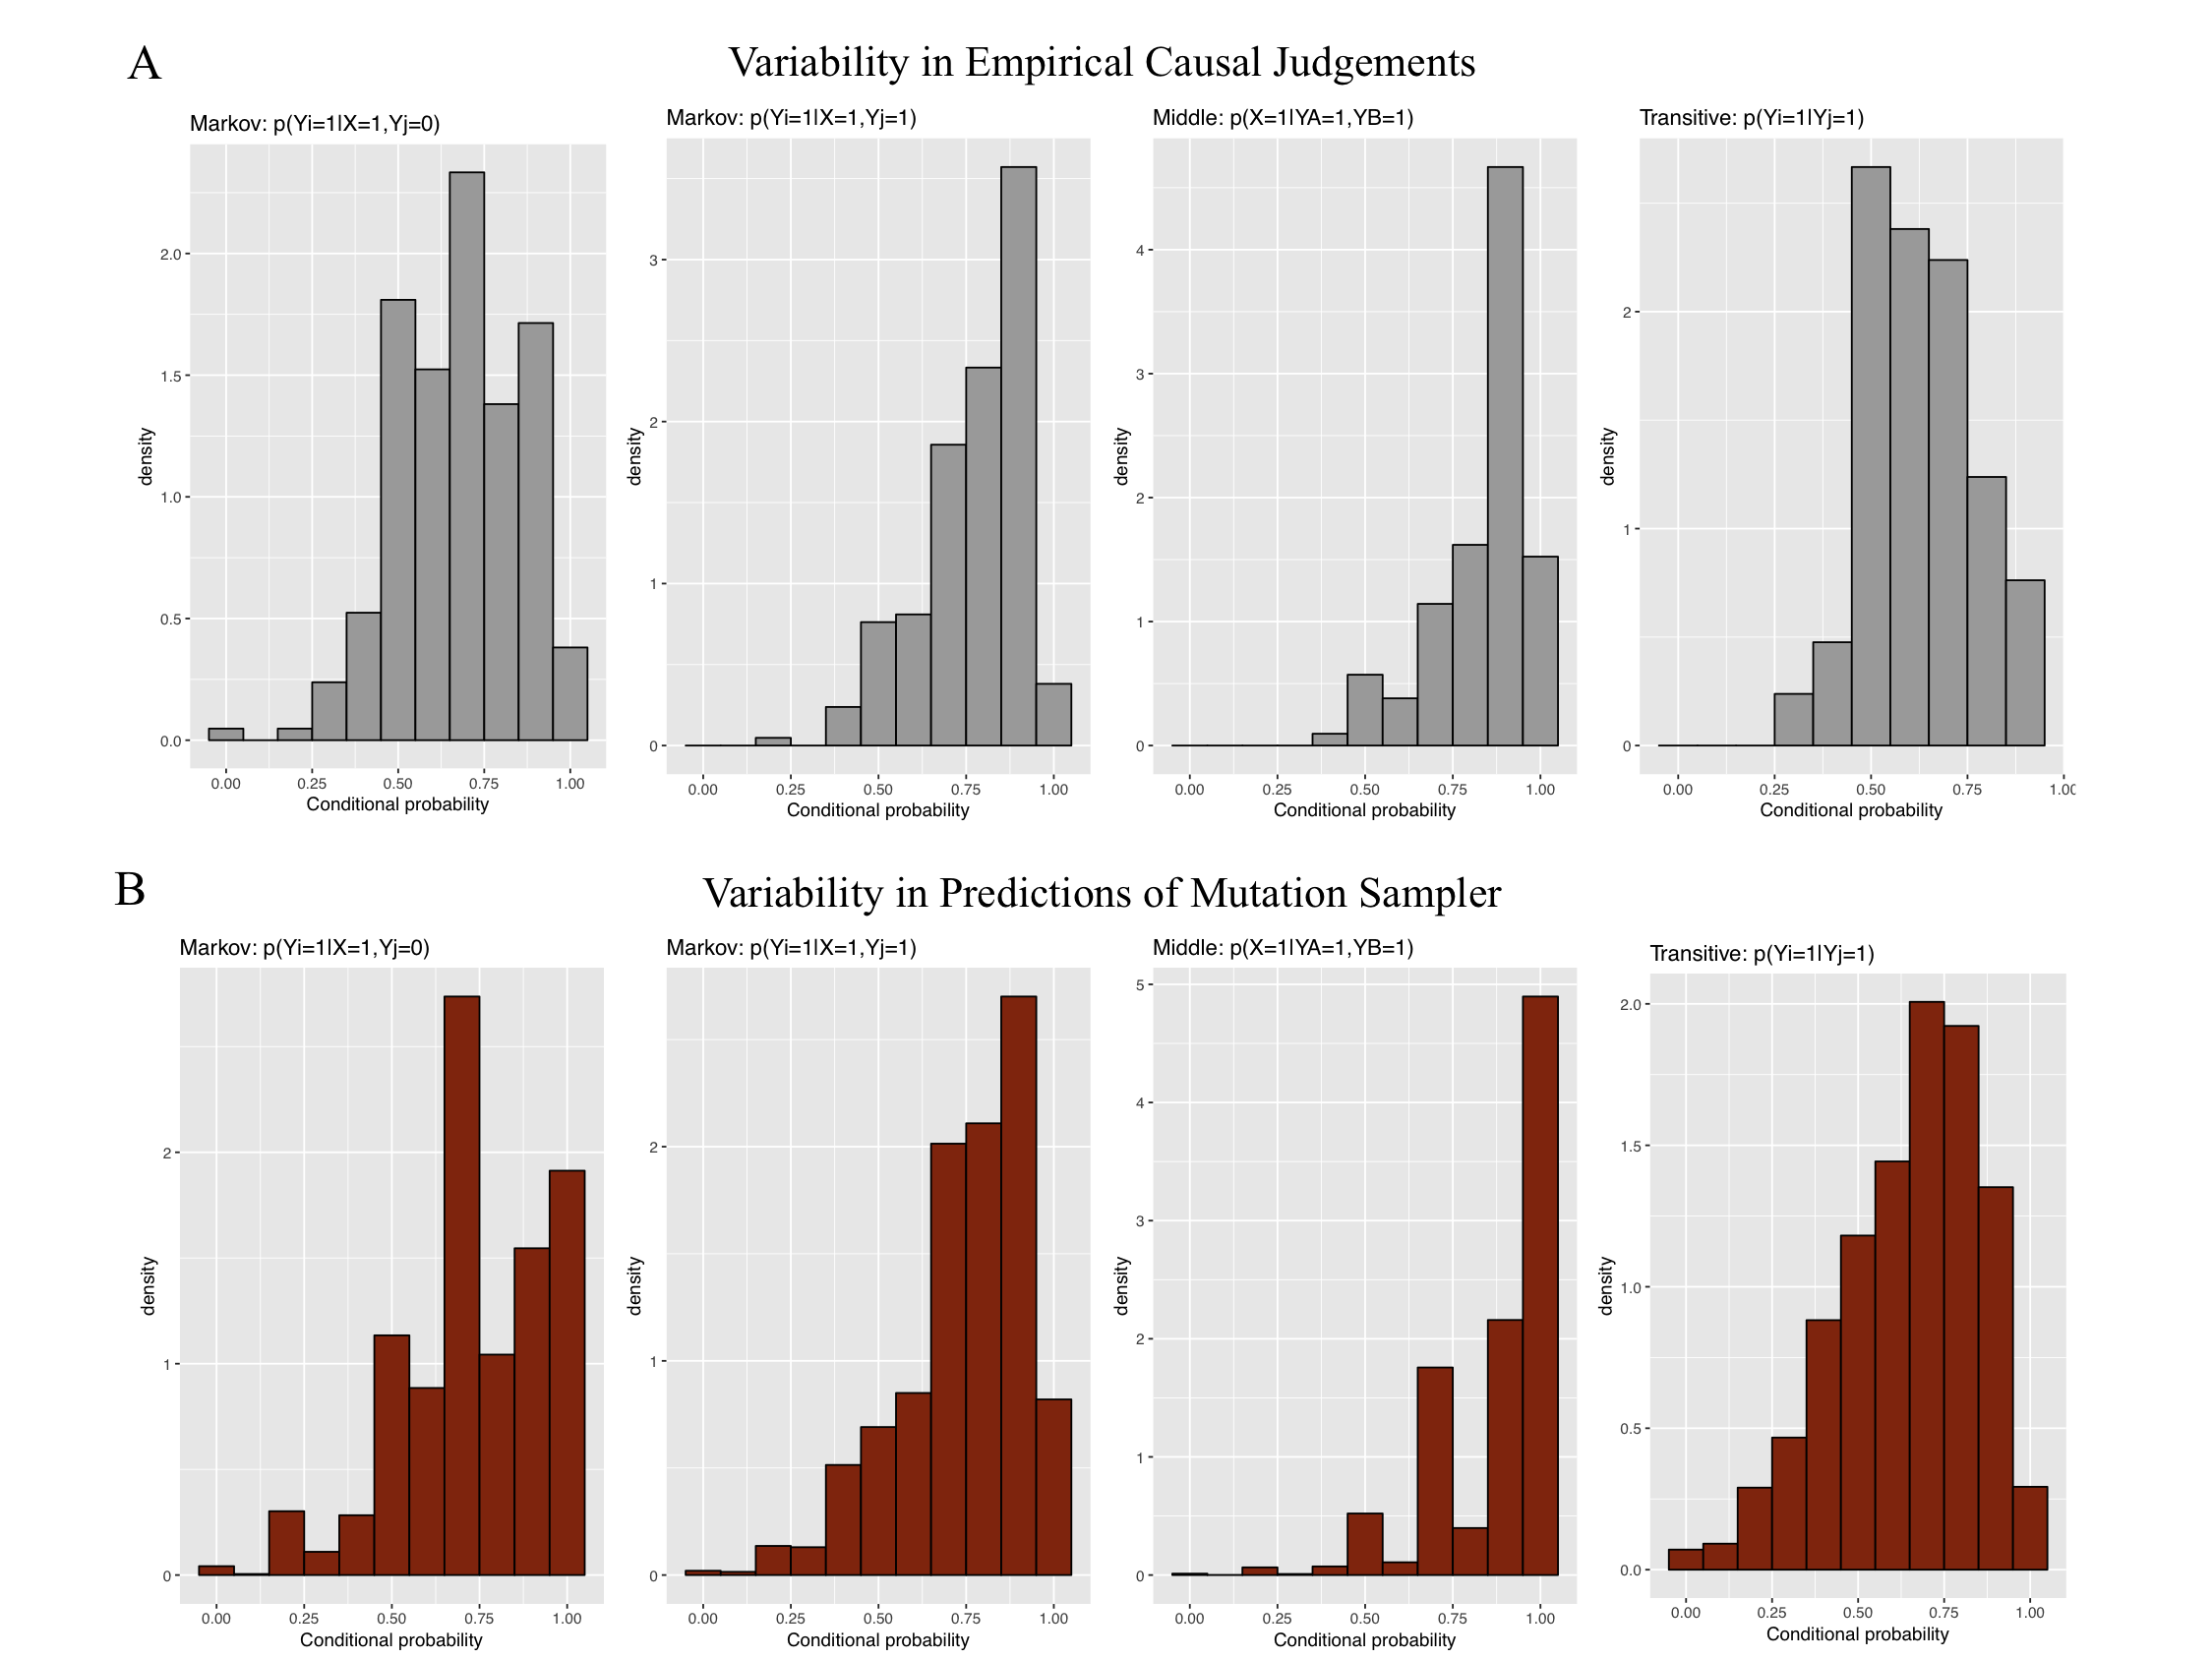 A
Variability in Empirical Causal Judgements
Markov: p(Yi=1|X=1,Yj=0)
density
0.0
0.5
1.0
1.5
2.0
0.00 0.25 0.50 0.75 1.00
Conditional probability
Markov: p(Yi=1|X=1,Yj=1)
density
0
1
2
3
0.00 0.25 0.50 0.75 1.00
Conditional probability
Middle: p(X=1|YA=1,YB=1)
density
0
1
2
3
4
0.00 0.25 0.50 0.75 1.00
Conditional probability
Transitive: p(Yi=1|Yj=1)
density
0
1
2
0.00 0.25 0.50 0.75 1.00
Conditional probability
B
Variability in Predictions of Mutation Sampler
Markov: p(Yi=1|X=1,Yj=0)
density
0
1
2
0.00 0.25 0.50 0.75 1.00
Conditional probability
Markov: p(Yi=1|X=1,Yj=1)
density
0
1
2
0.00 0.25 0.50 0.75 1.00
Conditional probability
Middle: p(X=1|YA=1,YB=1)
density
0
1
2
3
4
5
0.00 0.25 0.50 0.75 1.00
Conditional probability
Transitive: p(Yi=1|Yj=1)
density
0.0
0.5
1.0
1.5
2.0
0.00 0.25 0.50 0.75 1.00
Conditional probability